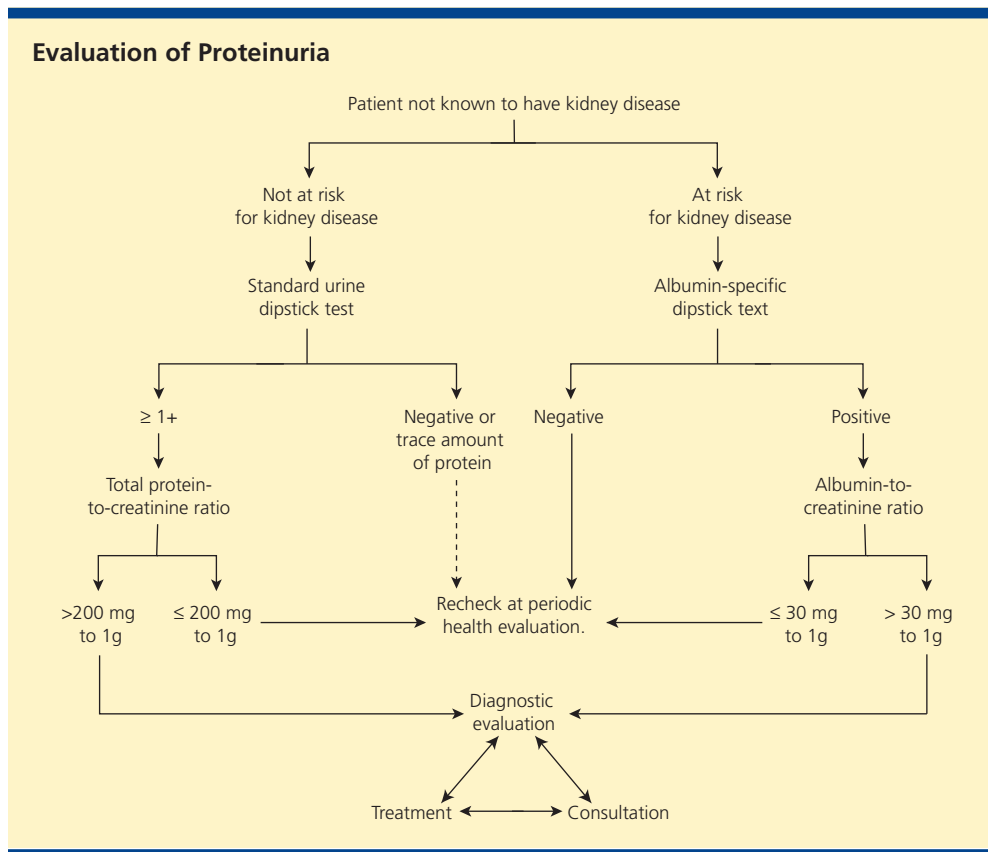 Evaluation of Proteinuria
Patient not known to have kidney disease
Not at risk
for kidney disease
At risk
for kidney disease
Standard urine
dipstick test
Albumin-specific
dipstick text
≥ 1+
Negative or
trace amount
of protein
Negative
Positive
Total protein-
to-creatinine ratio
Albumin-to-
creatinine ratio
>200 mg
to 1g
≤ 200 mg
to 1g
Recheck at periodic
health evaluation.
≤ 30 mg
to 1g
> 30 mg
to 1g
Diagnostic
evaluation
Treatment
Consultation